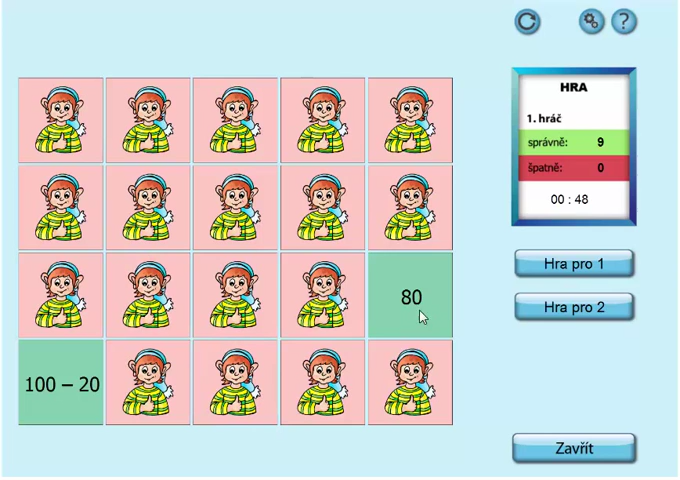 ?
HRA
1. hráč
správně: 9
špatně: 0
00 : 48
Hra pro 1
80
Hra pro 2
100 – 20
Zavřít